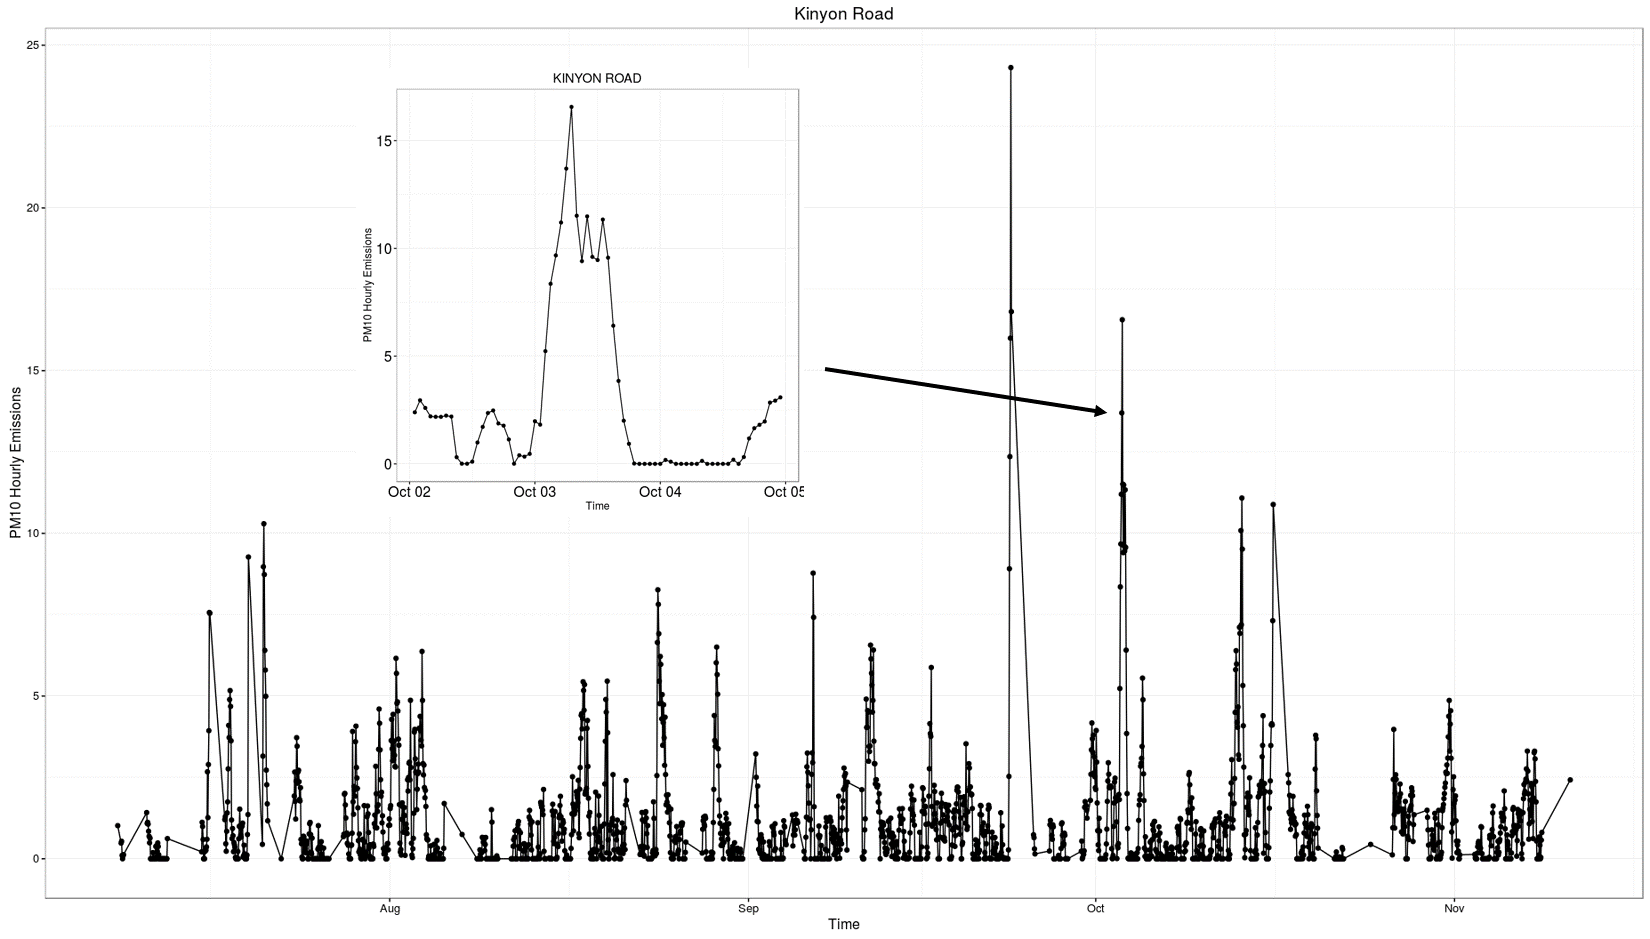 Kinyon Road
25
20
15
10
5
0
PM10 Hourly Emissions
KINYON ROAD
15
10
5
0
PM10 Hourly Emissions
Oct 02 Oct 03 Oct 04 Oct 05
Time
Aug Sep Oct Nov
Time